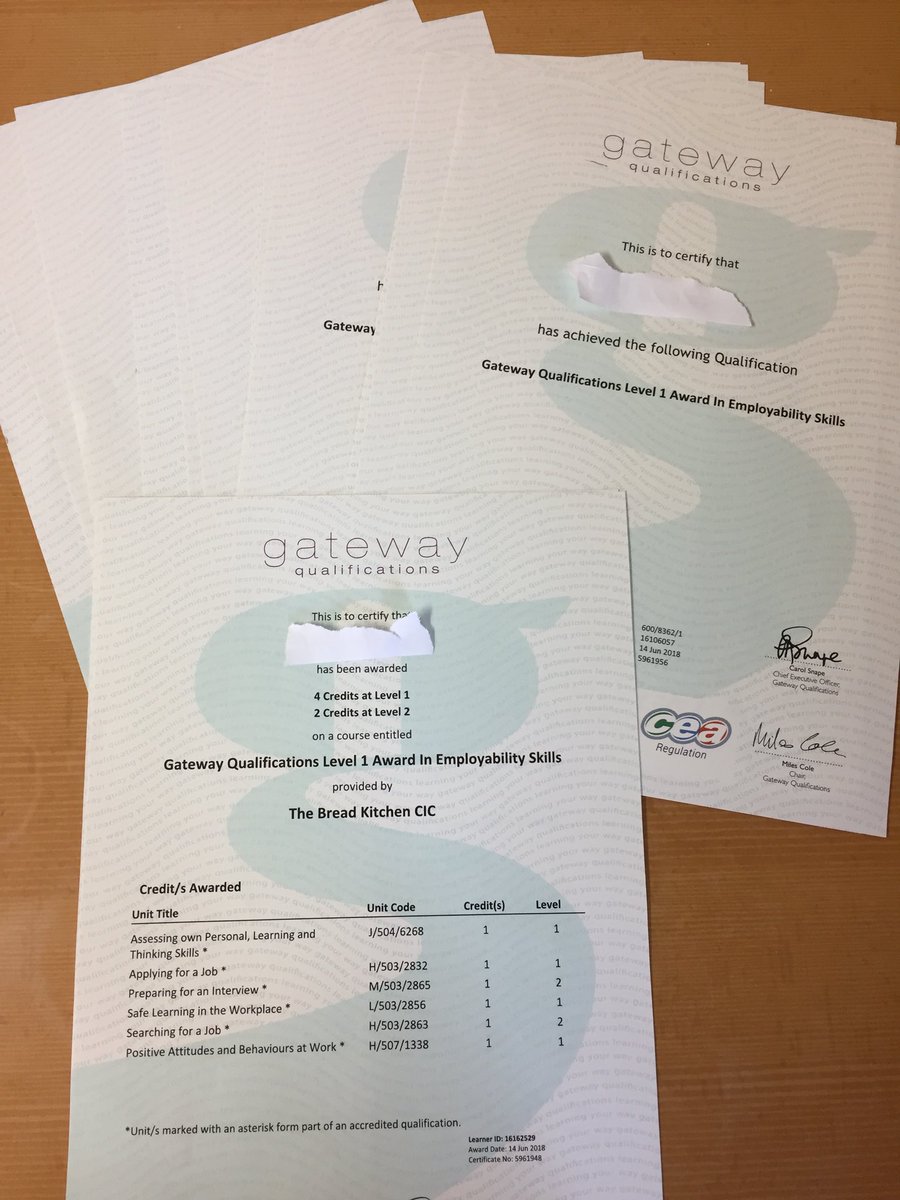 gateway
qualifications
This is to certify that
has achieved the following Qualification
Gateway Qualifications Level 1 Award In Employability Skills
600/8362/1
16106057
14 Jun 2018
5961956
Carol Snape
Chief Executive Officer,
Gateway Qualifications
cea
Regulation
Miles Cole
Miles Cole
Chair,
Gateway Qualifications
h
Gateway
gateway
qualifications
This is to certify that
has been awarded
4 Credits at Level 1
2 Credits at Level 2
on a course entitled
Gateway Qualifications Level 1 Award In Employability Skills
provided by
The Bread Kitchen CIC
Credit/s Awarded
Unit Title Unit Code Credit(s) Level
Assessing own Personal, Learning and J/504/6268 1 1
Thinking Skills *
Applying for a Job * H/503/2832 1 1
Preparing for an Interview * M/503/2865 1 2
Safe Learning in the Workplace * L/503/2856 1 1
Searching for a Job * H/503/2863 1 2
Positive Attitudes and Behaviours at Work * H/507/1338 1 1
*Unit/s marked with an asterisk form part of an accredited qualification.
Learner ID: 16162529
Award Date: 14 Jun 2018
Certificate No: 5961948